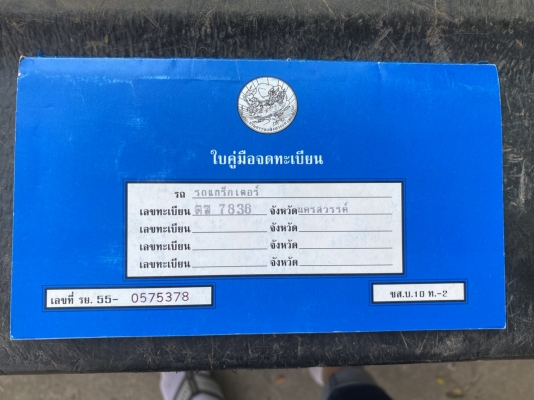 ใบคู่มือจดทะเบียน
รถ รถแทร็กเตอร์
เลขทะเบียน ตค 7836 จังหวัด นครสวรรค์
เลขทะเบียน จังหวัด
เลขทะเบียน จังหวัด
เลขทะเบียน จังหวัด
เลขที่ รย. 55- 0575378
ขส.บ.10 ท.-2